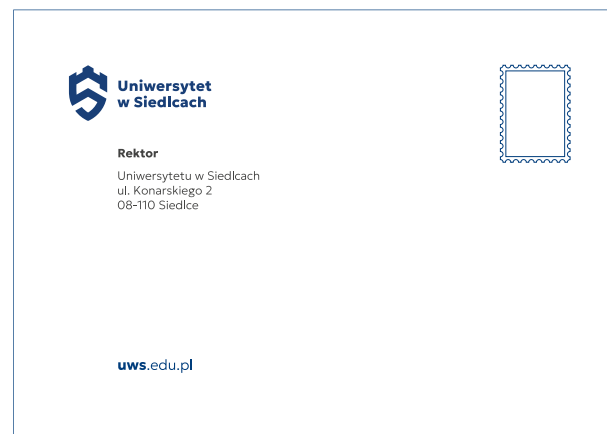 Uniwersytet
w Siedlcach
Rektor
Uniwersytetu w Siedlcach
ul. Konarskiego 2
08-110 Siedlce
uws.edu.pl